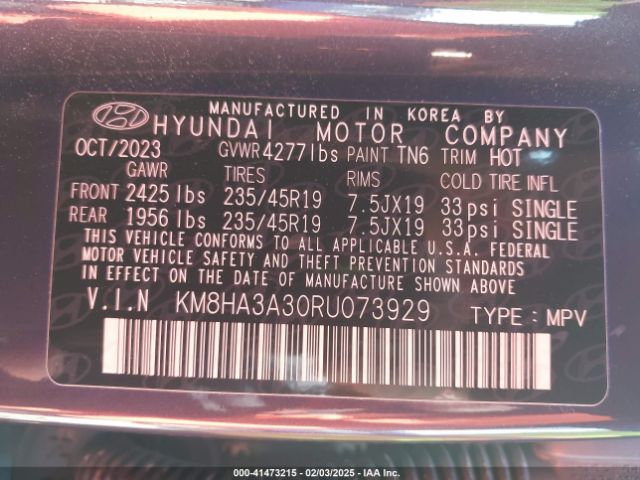 MANUFACTURED IN KOREA BY
HYUNDAI MOTOR COMPANY
OCT/2023 GVWR 4277lbs PAINT TN6 TRIM HOT
GAWR TIRES RIMS COLD TIRE INFL
FRONT 2425lbs 235/45R19 7.5JX19 33psi SINGLE
REAR 1956lbs 235/45R19 7.5JX19 33psi SINGLE
THIS VEHICLE CONFORMS TO ALL APPLICABLE U.S.A. FEDERAL
MOTOR VEHICLE SAFETY AND THEFT PREVENTION STANDARDS
IN EFFECT ON THE DATE OF MANUFACTURE SHOWN ABOVE.
V.I.N KM8HA3A30RU073929 TYPE : MPV
000-41473215 - 02/03/2025 - IAA Inc.